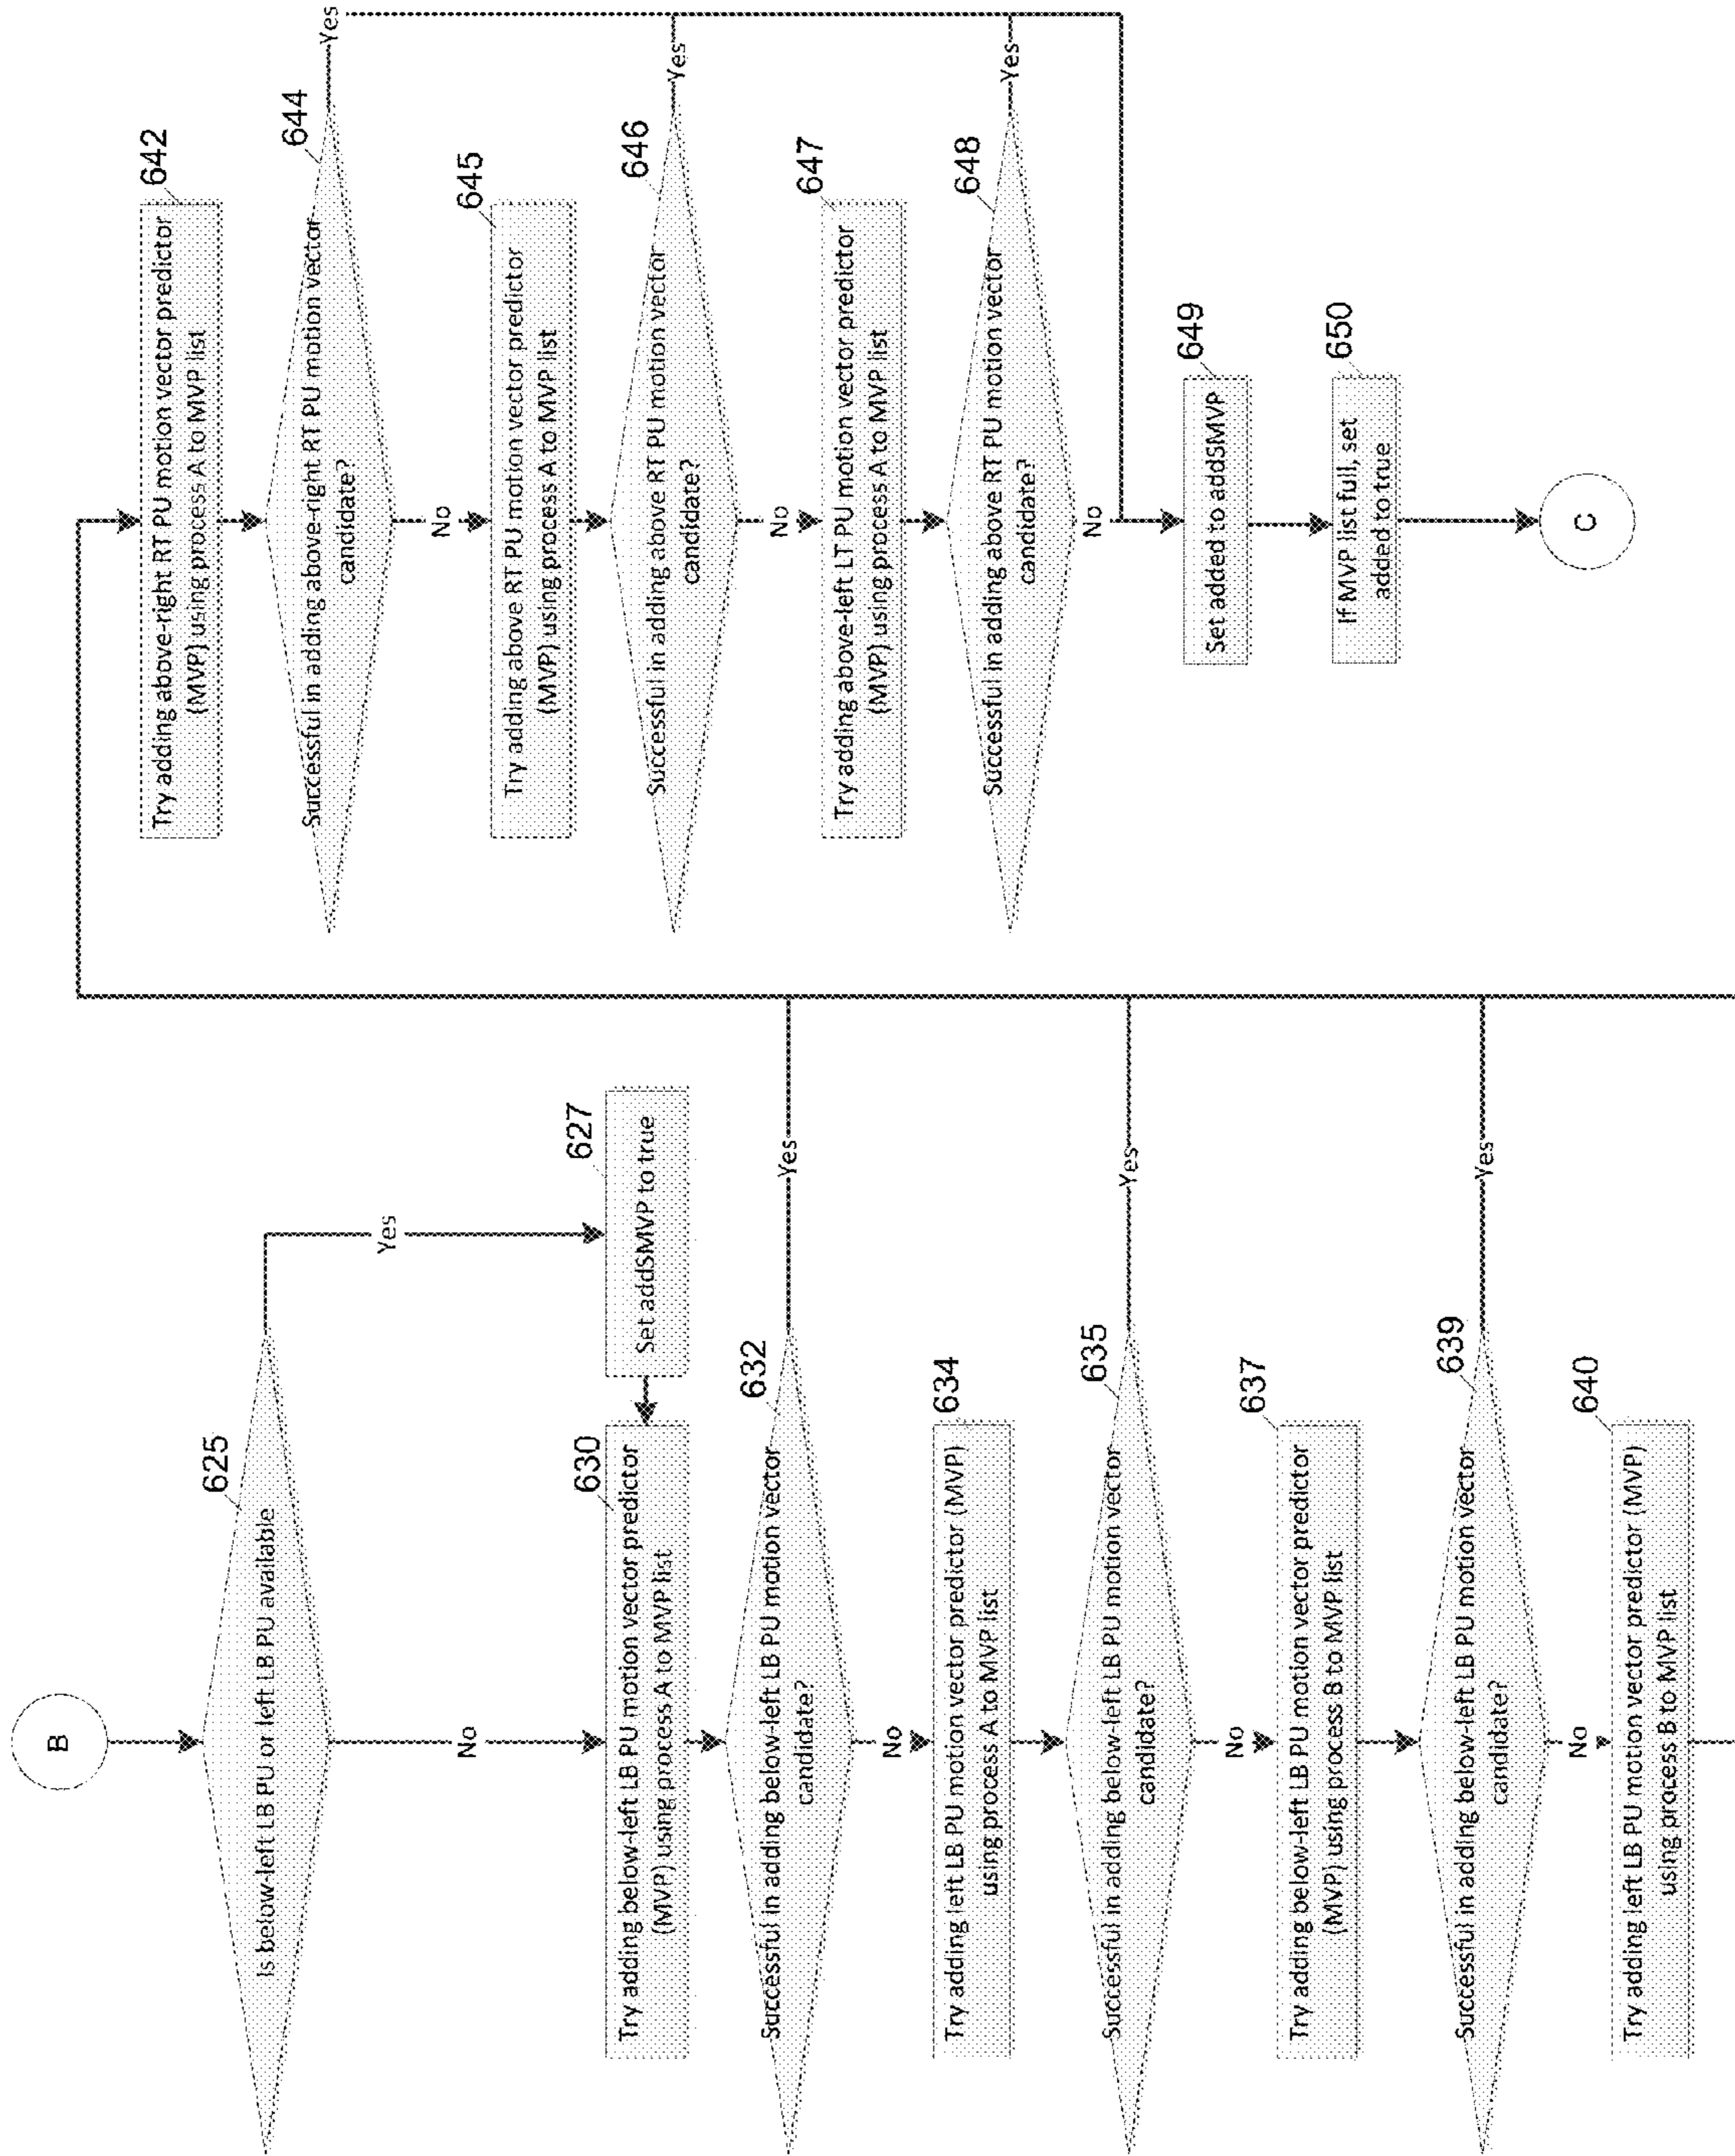 B
625
Is below-left LB PU or left LB PU available
Yes
No
627
Set addSMVP to true
630
Try adding below-left LB PU motion vector predictor
(MVP) using process A to MVP list
632
Successful in adding below-left LB PU motion vector
candidate?
Yes
No
634
Try adding left LB PU motion vector predictor (MVP)
using process A to MVP list
635
Successful in adding below-left LB PU motion vector
candidate?
Yes
No
637
Try adding below-left LB PU motion vector predictor
(MVP) using process B to MVP list
639
Successful in adding below-left LB PU motion vector
candidate?
Yes
No
640
Try adding left LB PU motion vector predictor (MVP)
using process B to MVP list
642
Try adding above-right RT PU motion vector predictor
(MVP) using process A to MVP list
644
Successful in adding above-right RT PU motion vector
candidate?
Yes
No
645
Try adding above RT PU motion vector predictor
(MVP) using process A to MVP list
646
Successful in adding above RT PU motion vector
candidate?
Yes
No
647
Try adding above-left LT PU motion vector predictor
(MVP) using process A to MVP list
648
Successful in adding above RT PU motion vector
candidate?
Yes
No
649
Set added to addSMVP
650
If MVP list full, set
added to true
C